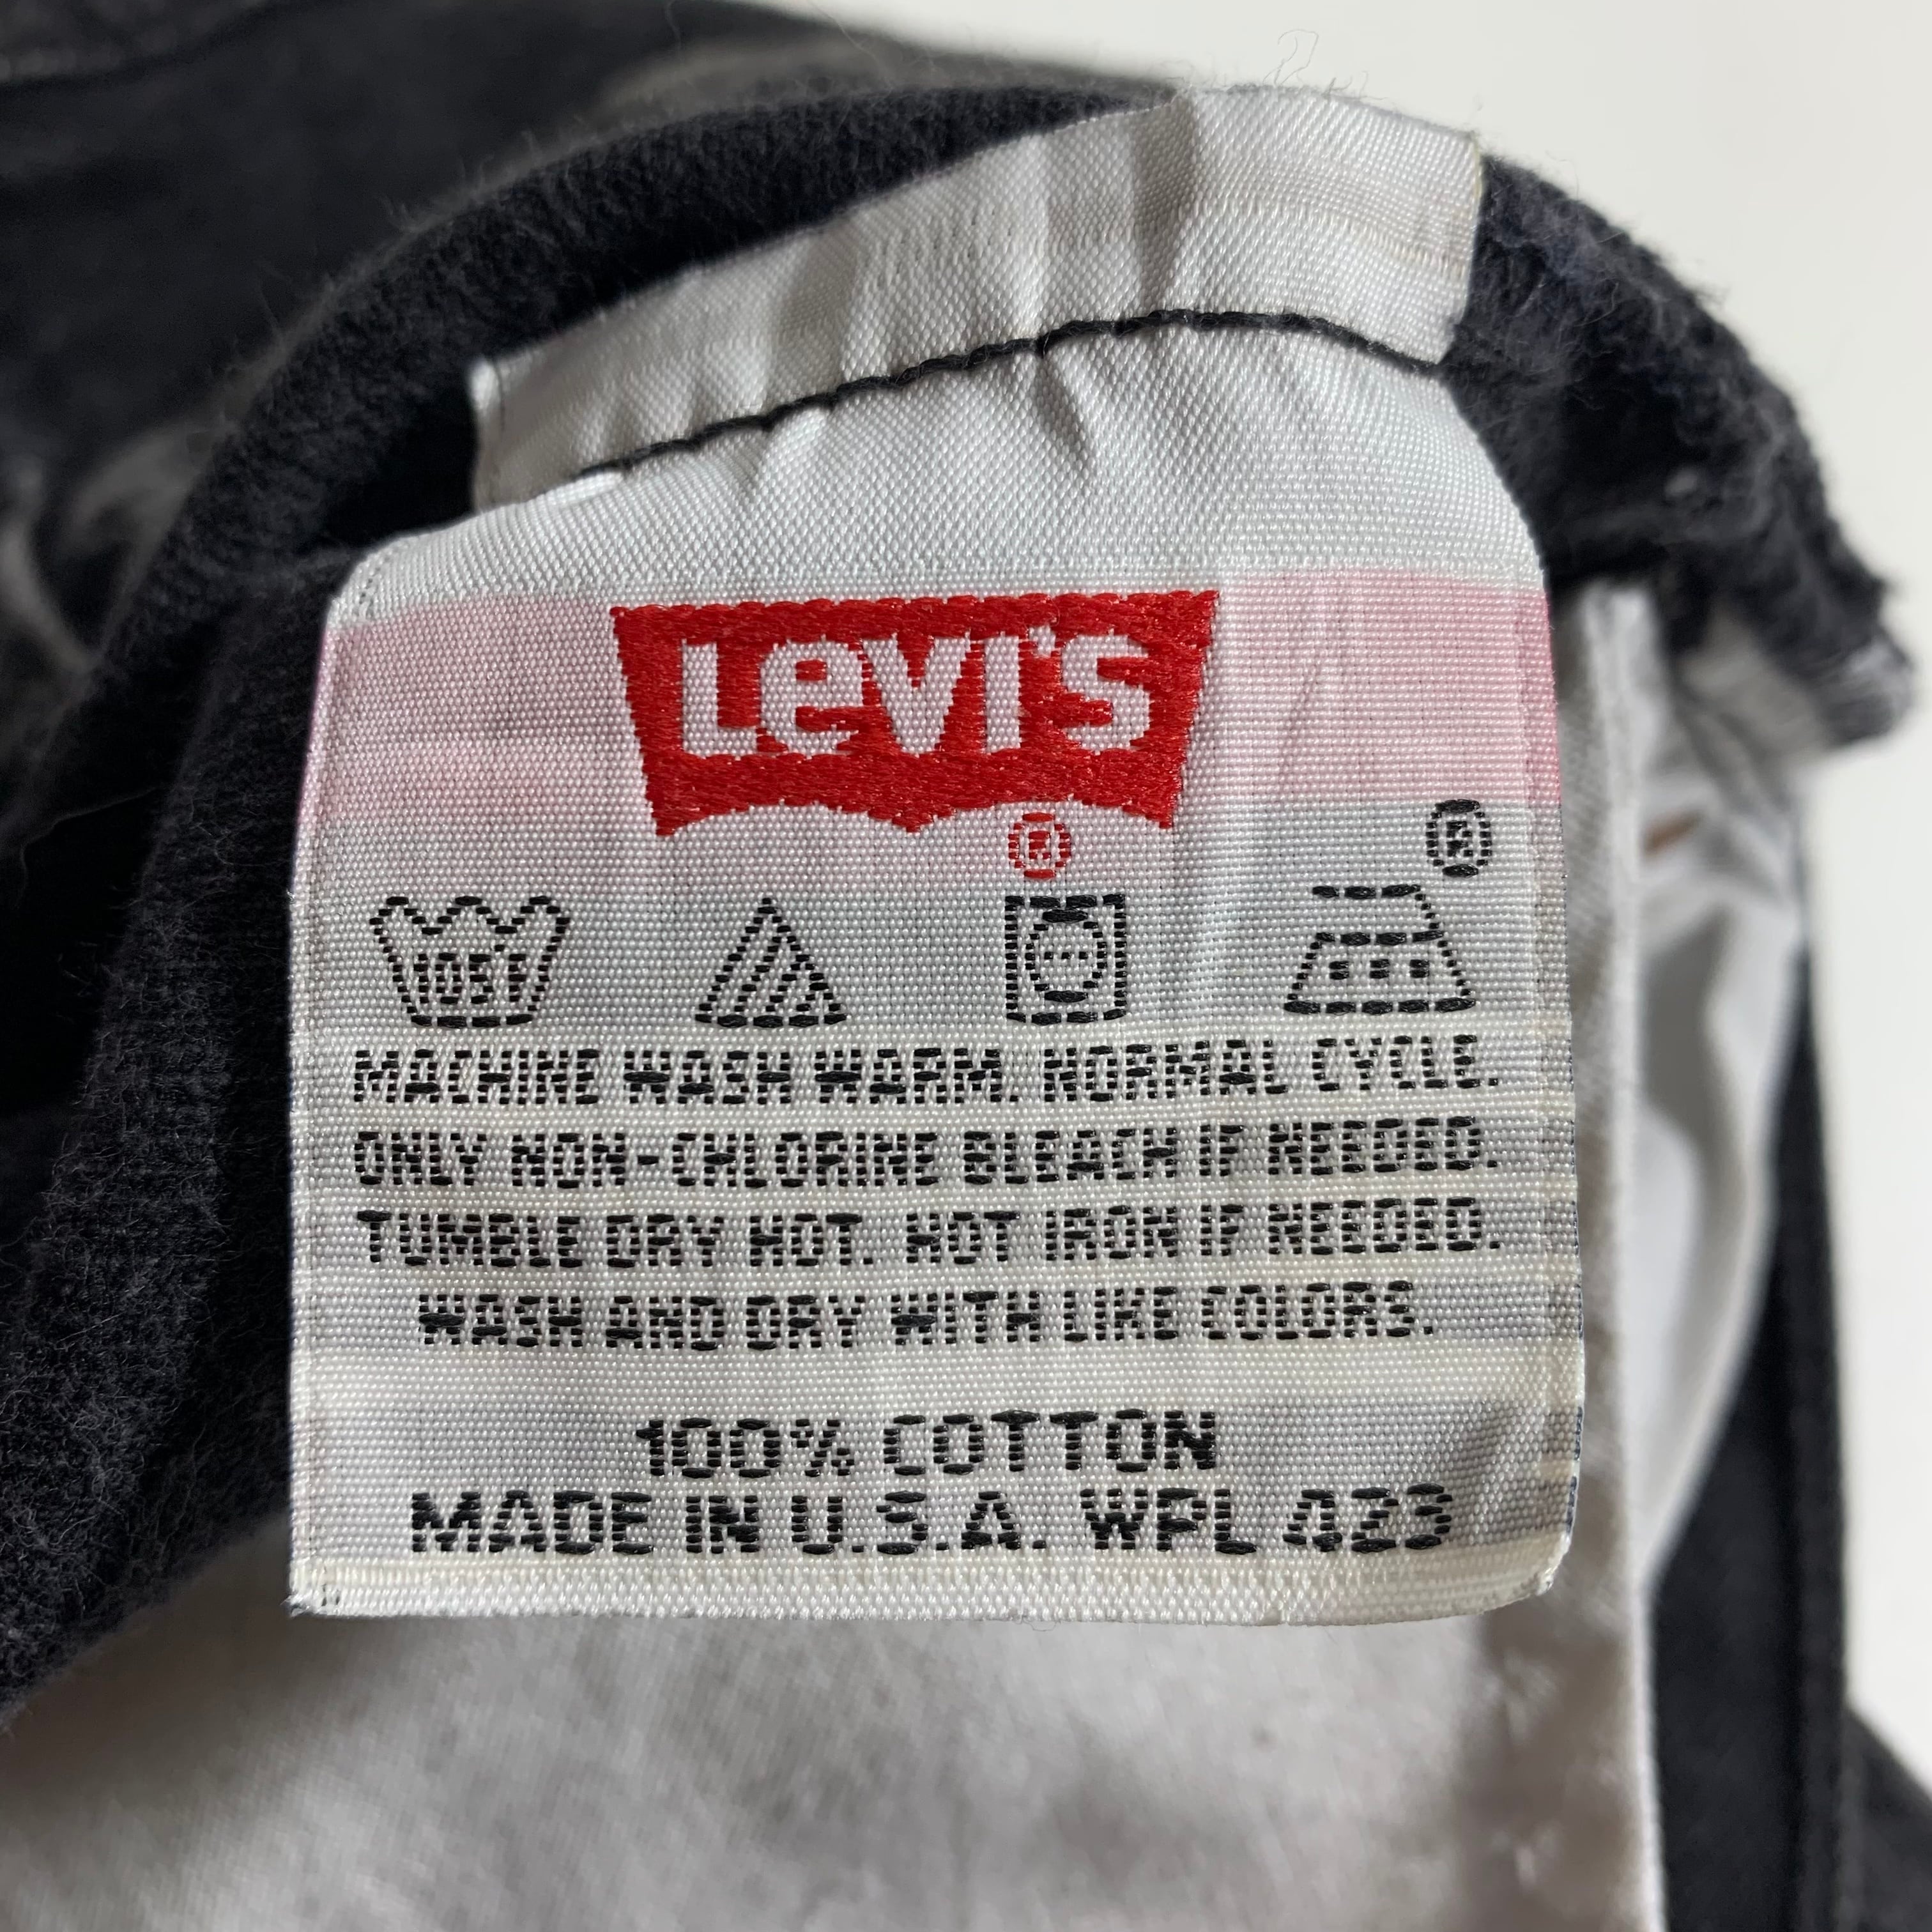 LEVI'S
®
®
105F
MACHINE WASH WARM. NORMAL CYCLE.
ONLY NON-CHLORINE BLEACH IF NEEDED.
TUMBLE DRY HOT. HOT IRON IF NEEDED.
WASH AND DRY WITH LIKE COLORS.
100% COTTON
MADE IN U.S.A. WPL 423